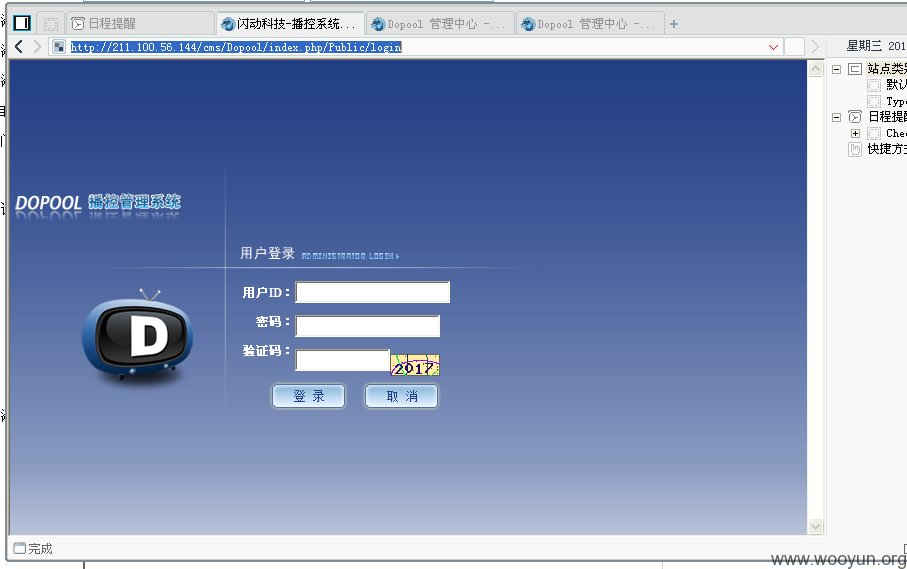 日程提醒
闪动科技-播控系统...
Dopool 管理中心 -...
Dopool 管理中心 -...
http://211.100.56.144/cms/Dopool/index.php/Public/login
星期三 201
站点类别
默认
Type
日程提醒
Chec
快捷方式
DOPOOL 播控管理系统
用户登录 ADMINISTRATOR LOGIN
D
用户ID：
密码：
验证码：
2017
登 录
取 消
完成
www.wooyun.org